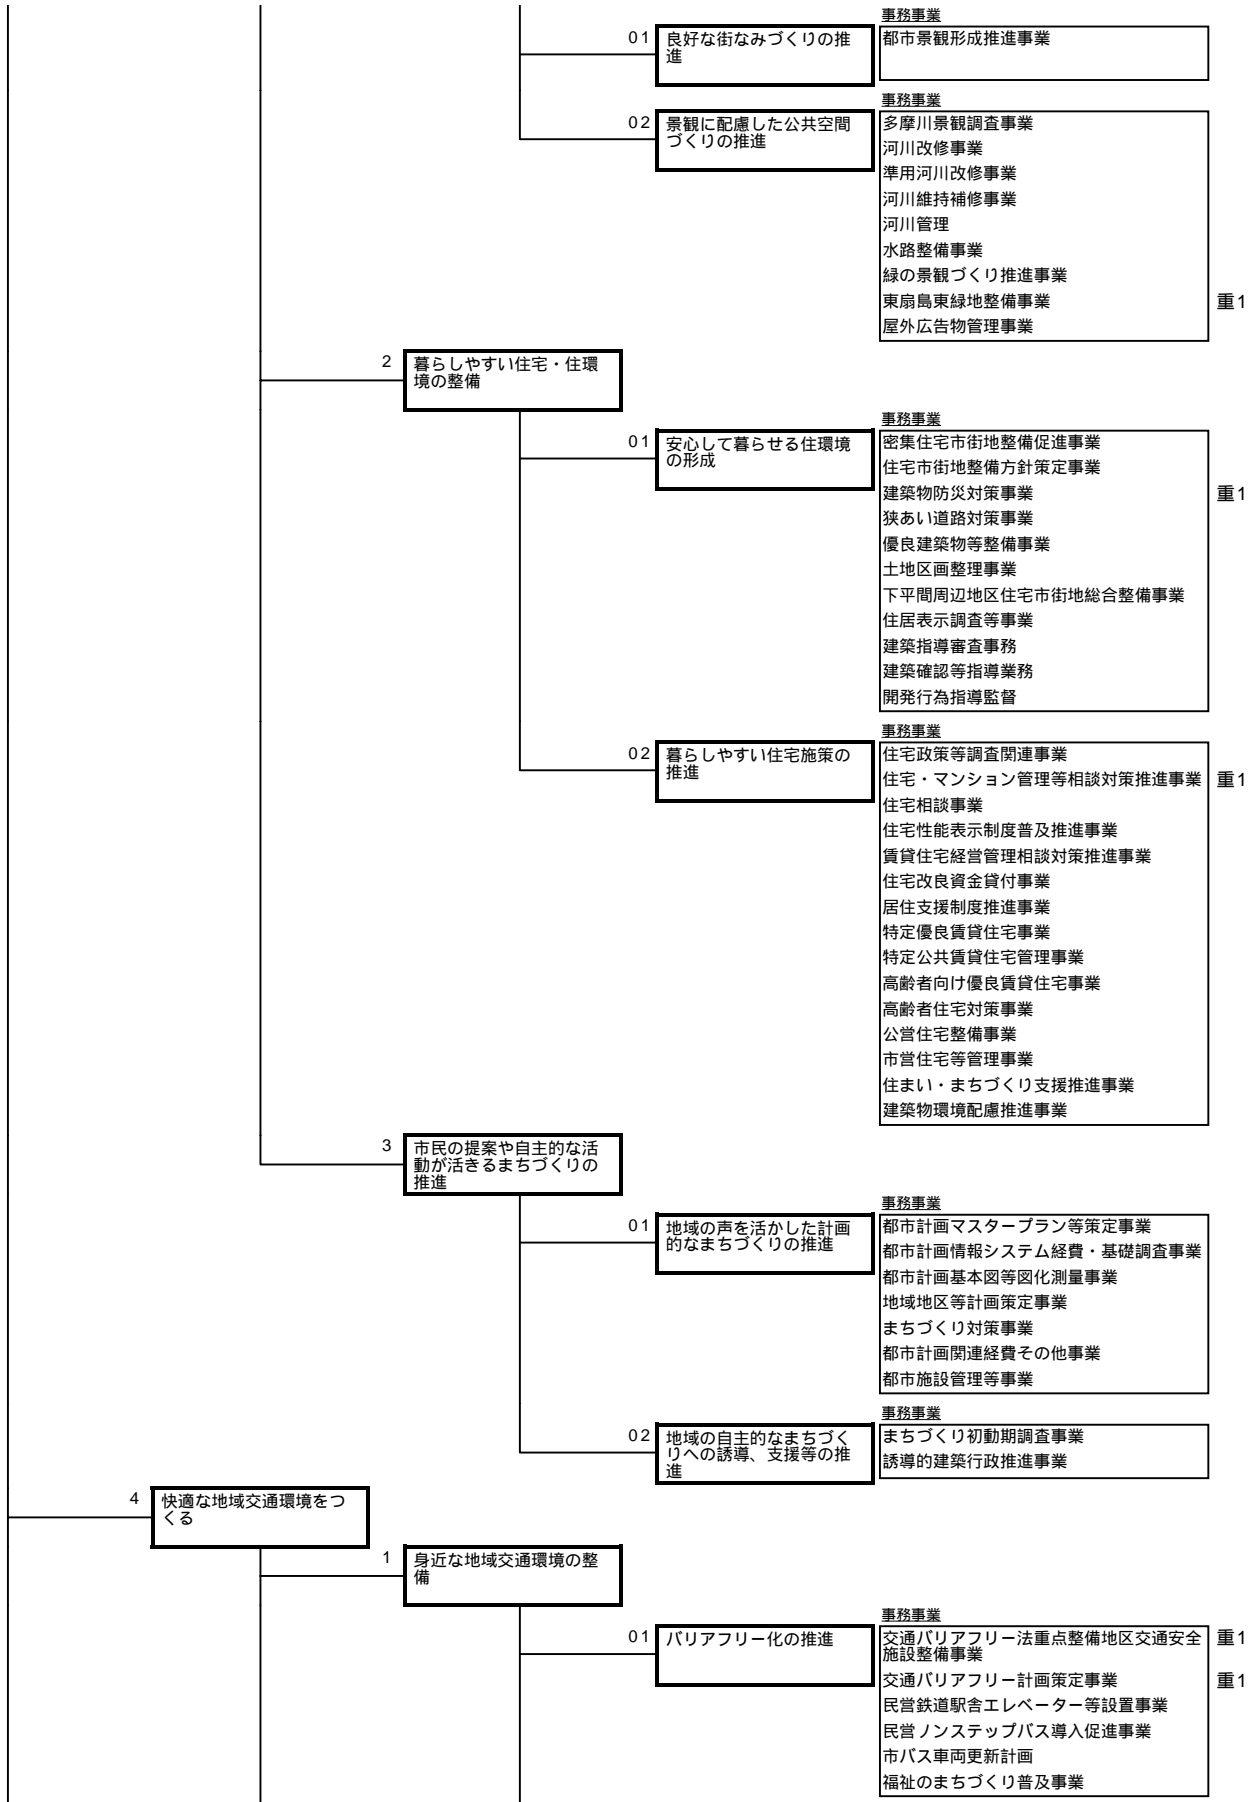 事務事業
01 良好な街なみづくりの推
進
都市景観形成推進事業
事務事業
02 景観に配慮した公共空間
づくりの推進
多摩川景観調査事業
河川改修事業
準用河川改修事業
河川維持補修事業
河川管理
水路整備事業
緑の景観づくり推進事業
東扇島東緑地整備事業 重1
屋外広告物管理事業
2 暮らしやすい住宅・住環
境の整備
事務事業
01 安心して暮らせる住環境
の形成
密集住宅市街地整備促進事業
住宅市街地整備方針策定事業
建築物防災対策事業 重1
狭あい道路対策事業
優良建築物等整備事業
土地区画整理事業
下平間周辺地区住宅市街地総合整備事業
住居表示調査等事業
建築指導審査事務
建築確認等指導業務
開発行為指導監督
事務事業
02 暮らしやすい住宅施策の
推進
住宅政策等調査関連事業
住宅・マンション管理等相談対策推進事業 重1
住宅相談事業
住宅性能表示制度普及推進事業
賃貸住宅経営管理相談対策推進事業
住宅改良資金貸付事業
居住支援制度推進事業
特定優良賃貸住宅事業
特定公共賃貸住宅管理事業
高齢者向け優良賃貸住宅事業
高齢者住宅対策事業
公営住宅整備事業
市営住宅等管理事業
住まい・まちづくり支援推進事業
建築物環境配慮推進事業
3 市民の提案や自主的な活
動が活きるまちづくりの
推進
事務事業
01 地域の声を活かした計画
的なまちづくりの推進
都市計画マスタープラン等策定事業
都市計画情報システム経費・基礎調査事業
都市計画基本図等図化測量事業
地域地区等計画策定事業
まちづくり対策事業
都市計画関連経費その他事業
都市施設管理等事業
事務事業
02 地域の自主的なまちづく
りへの誘導、支援等の推
進
まちづくり初動期調査事業
誘導的建築行政推進事業
4 快適な地域交通環境をつ
くる
1 身近な地域交通環境の整
備
事務事業
01 バリアフリー化の推進
交通バリアフリー法重点整備地区交通安全 重1
施設整備事業
交通バリアフリー計画策定事業 重1
民営鉄道駅舎エレベーター等設置事業
民営ノンステップバス導入促進事業
市バス車両更新計画
福祉のまちづくり普及事業